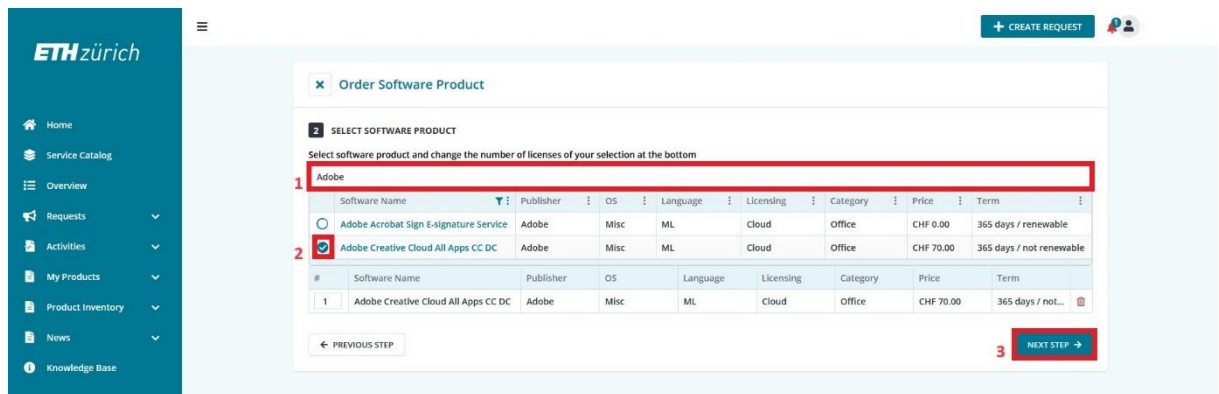 + CREATE REQUEST
1
ETH zürich
Home
Service Catalog
Overview
Requests
Activities
My Products
Product Inventory
News
Knowledge Base
× Order Software Product
2 SELECT SOFTWARE PRODUCT
Select software product and change the number of licenses of your selection at the bottom
1 Adobe
Software Name Publisher OS Language Licensing Category Price Term
Adobe Acrobat Sign E-signature Service Adobe Misc ML Cloud Office CHF 0.00 365 days / renewable
2 Adobe Creative Cloud All Apps CC DC Adobe Misc ML Cloud Office CHF 70.00 365 days / not renewable
# Software Name Publisher OS Language Licensing Category Price Term
1 Adobe Creative Cloud All Apps CC DC Adobe Misc ML Cloud Office CHF 70.00 365 days / not...
← PREVIOUS STEP
3 NEXT STEP →